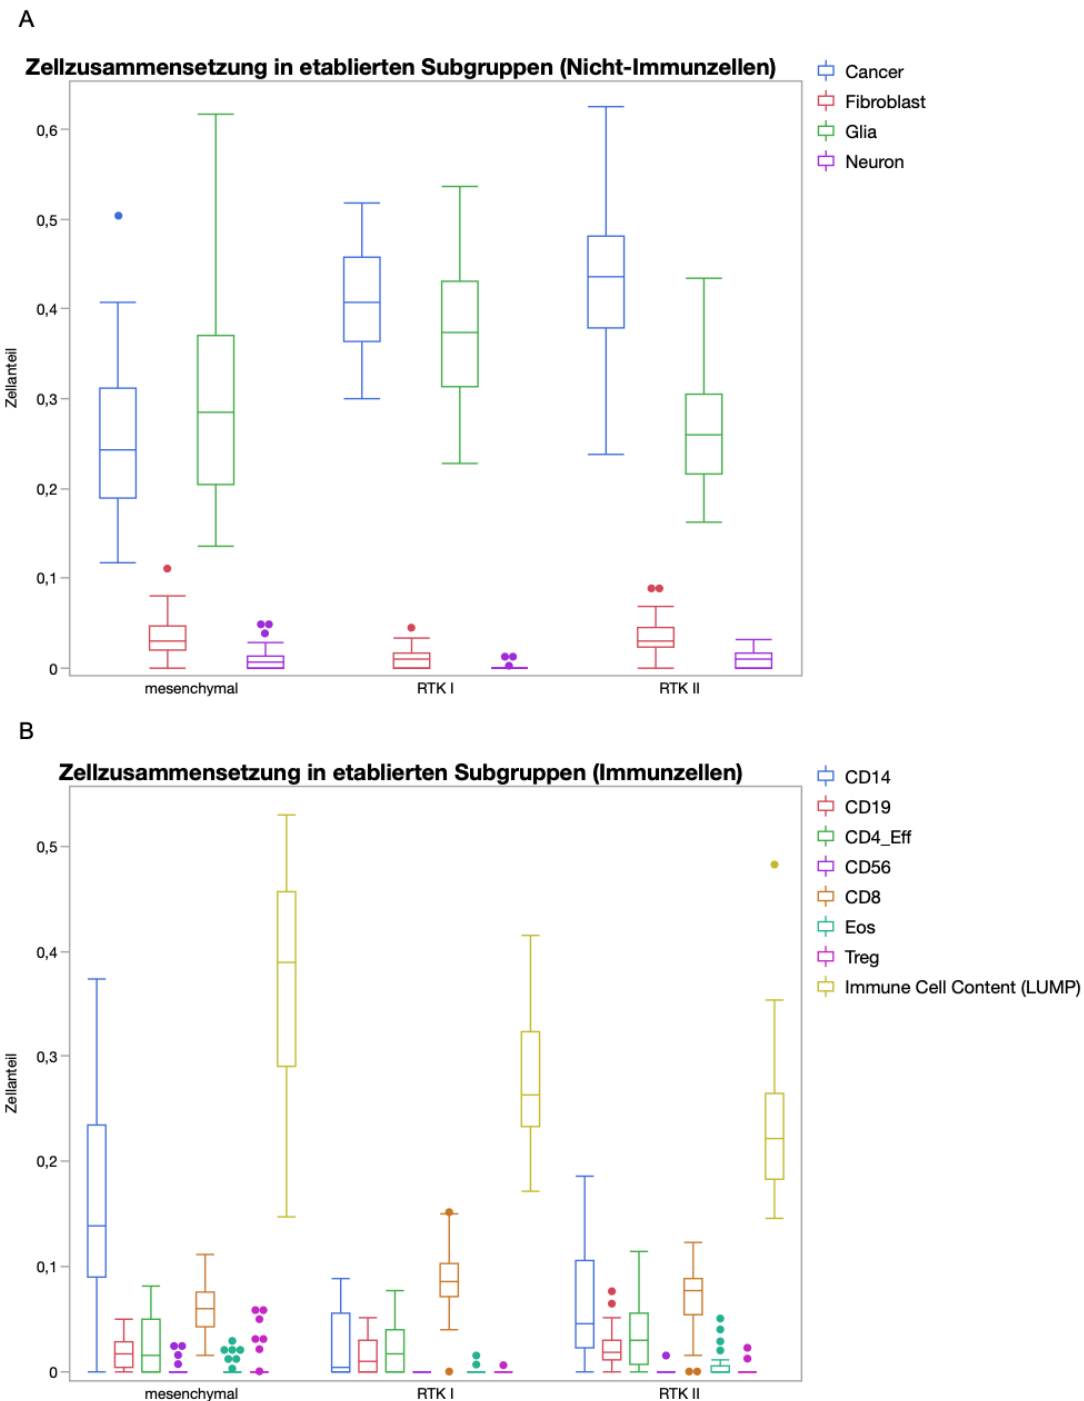 A
Zellzusammensetzung in etablierten Subgruppen (Nicht-Immunzellen)
Cancer
Fibroblast
Glia
Neuron
Zellanteil
0,6
0,5
0,4
0,3
0,2
0,1
0
mesenchymal
RTK I
RTK II
B
Zellzusammensetzung in etablierten Subgruppen (Immunzellen)
CD14
CD19
CD4_Eff
CD56
CD8
Eos
Treg
Immune Cell Content (LUMP)
Zellanteil
0,5
0,4
0,3
0,2
0,1
0
mesenchymal
RTK I
RTK II